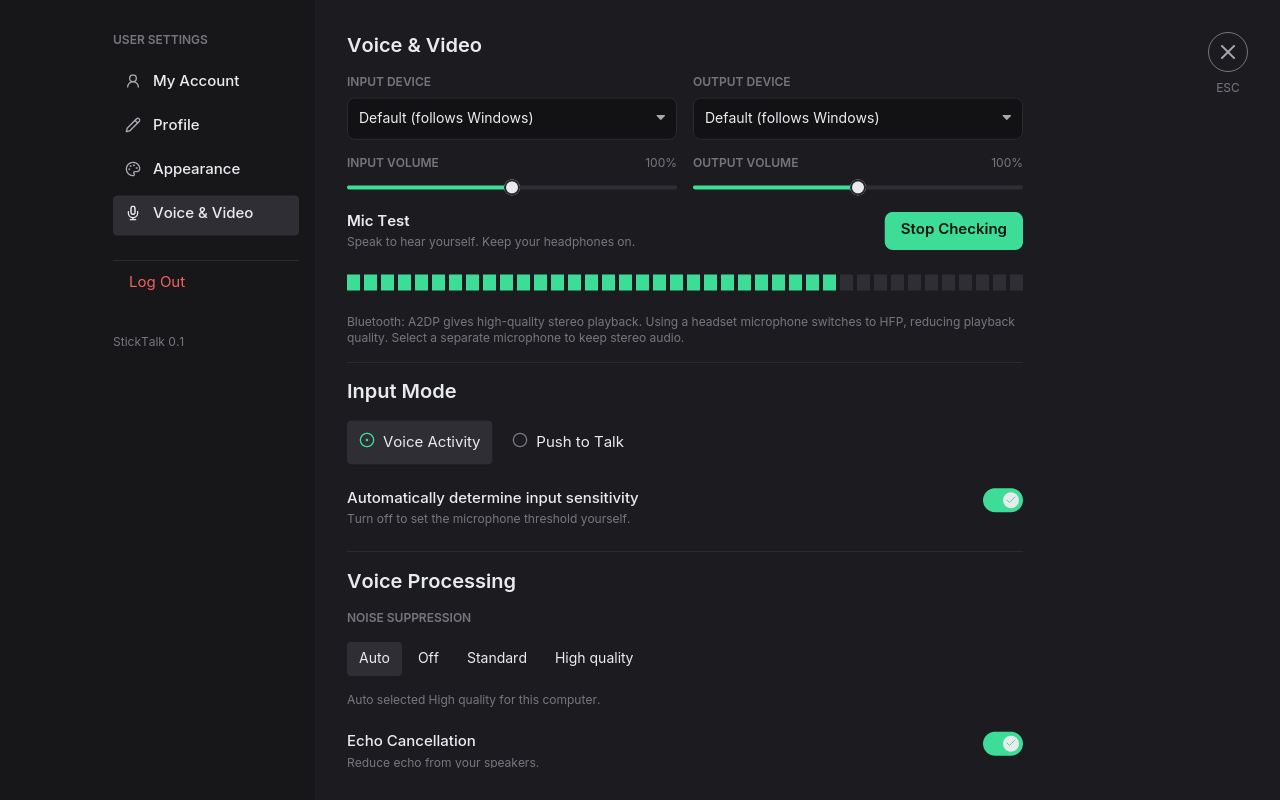 USER SETTINGS
My Account
Profile
Appearance
Voice & Video
Log Out
StickTalk 0.1
Voice & Video
INPUT DEVICE
OUTPUT DEVICE
Default (follows Windows)
Default (follows Windows)
INPUT VOLUME 100%
OUTPUT VOLUME 100%
Mic Test
Speak to hear yourself. Keep your headphones on.
Stop Checking
Bluetooth: A2DP gives high-quality stereo playback. Using a headset microphone switches to HFP, reducing playback
quality. Select a separate microphone to keep stereo audio.
Input Mode
Voice Activity
Push to Talk
Automatically determine input sensitivity
Turn off to set the microphone threshold yourself.
Voice Processing
NOISE SUPPRESSION
Auto Off Standard High quality
Auto selected High quality for this computer.
Echo Cancellation
Reduce echo from your speakers.
ESC